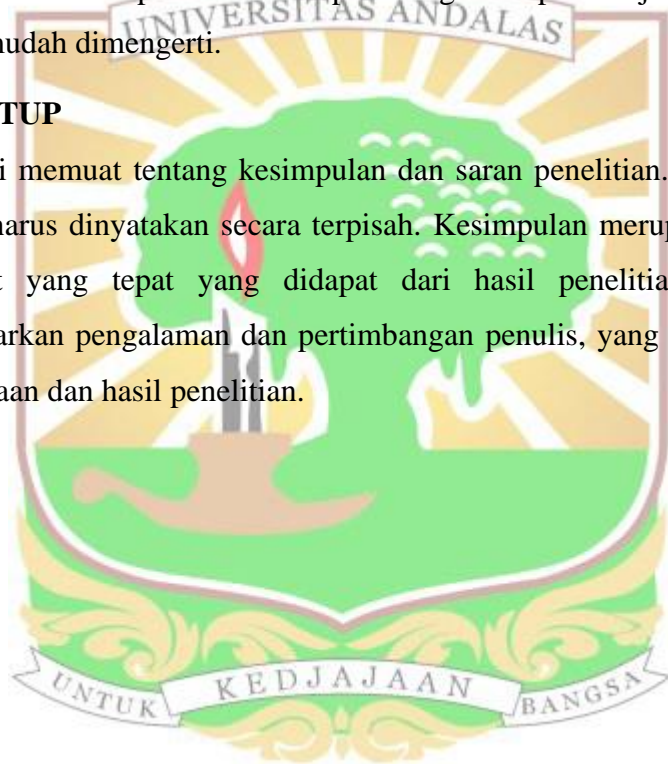 UNIVERSITAS ANDALAS
mudah dimengerti.
TUP
i memuat tentang kesimpulan dan saran penelitian.
harus dinyatakan secara terpisah. Kesimpulan merup
t yang tepat yang didapat dari hasil penelitia
arkan pengalaman dan pertimbangan penulis, yang
aan dan hasil penelitian.
UNTUK KEDJAJAAN BANGSA